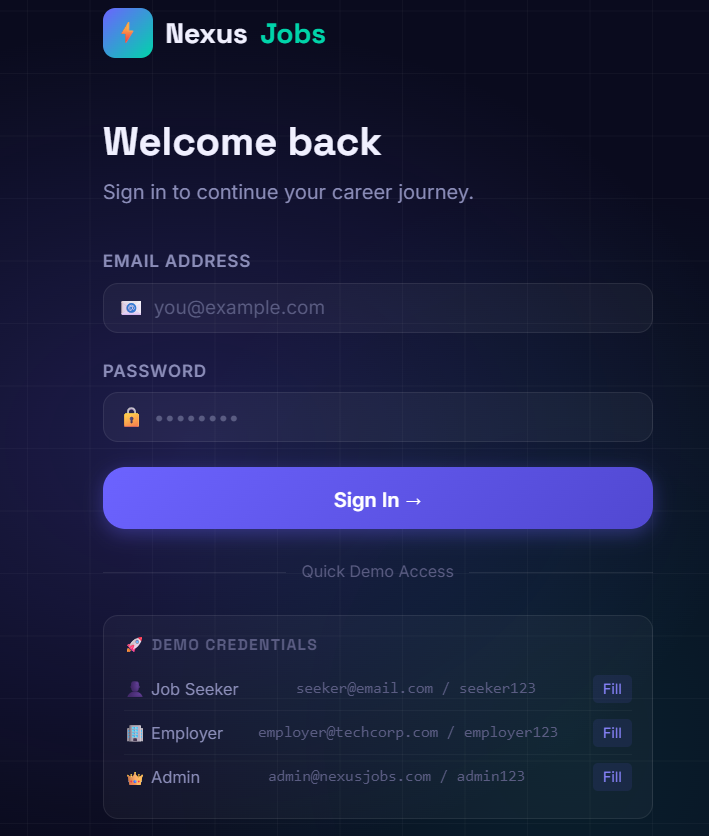 Nexus Jobs
Welcome back
Sign in to continue your career journey.
EMAIL ADDRESS
you@example.com
PASSWORD
••••••••
Sign In →
Quick Demo Access
DEMO CREDENTIALS
Job Seeker seeker@email.com / seeker123 Fill
Employer employer@techcorp.com / employer123 Fill
Admin admin@nexusjobs.com / admin123 Fill